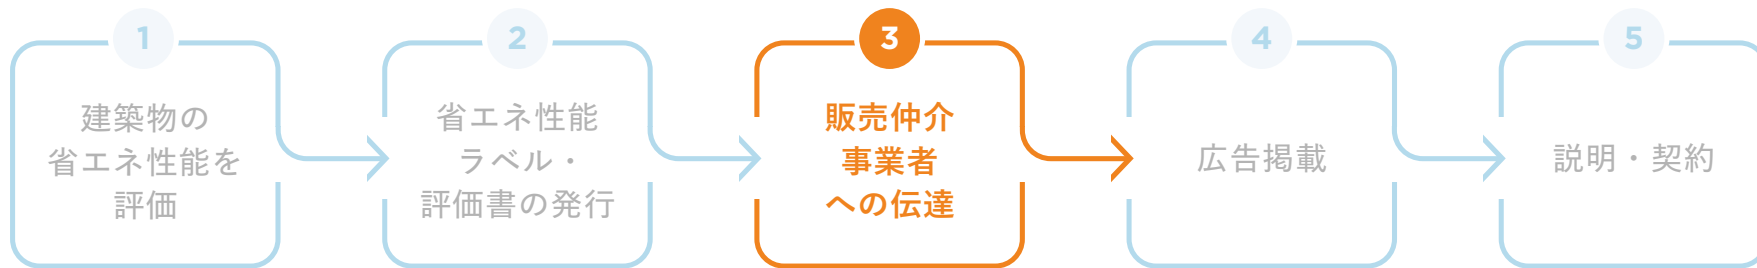 1
建築物の
省エネ性能を
評価
2
省エネ性能
ラベル・
評価書の発行
3
販売仲介
事業者
への伝達
4
広告掲載
5
説明・契約